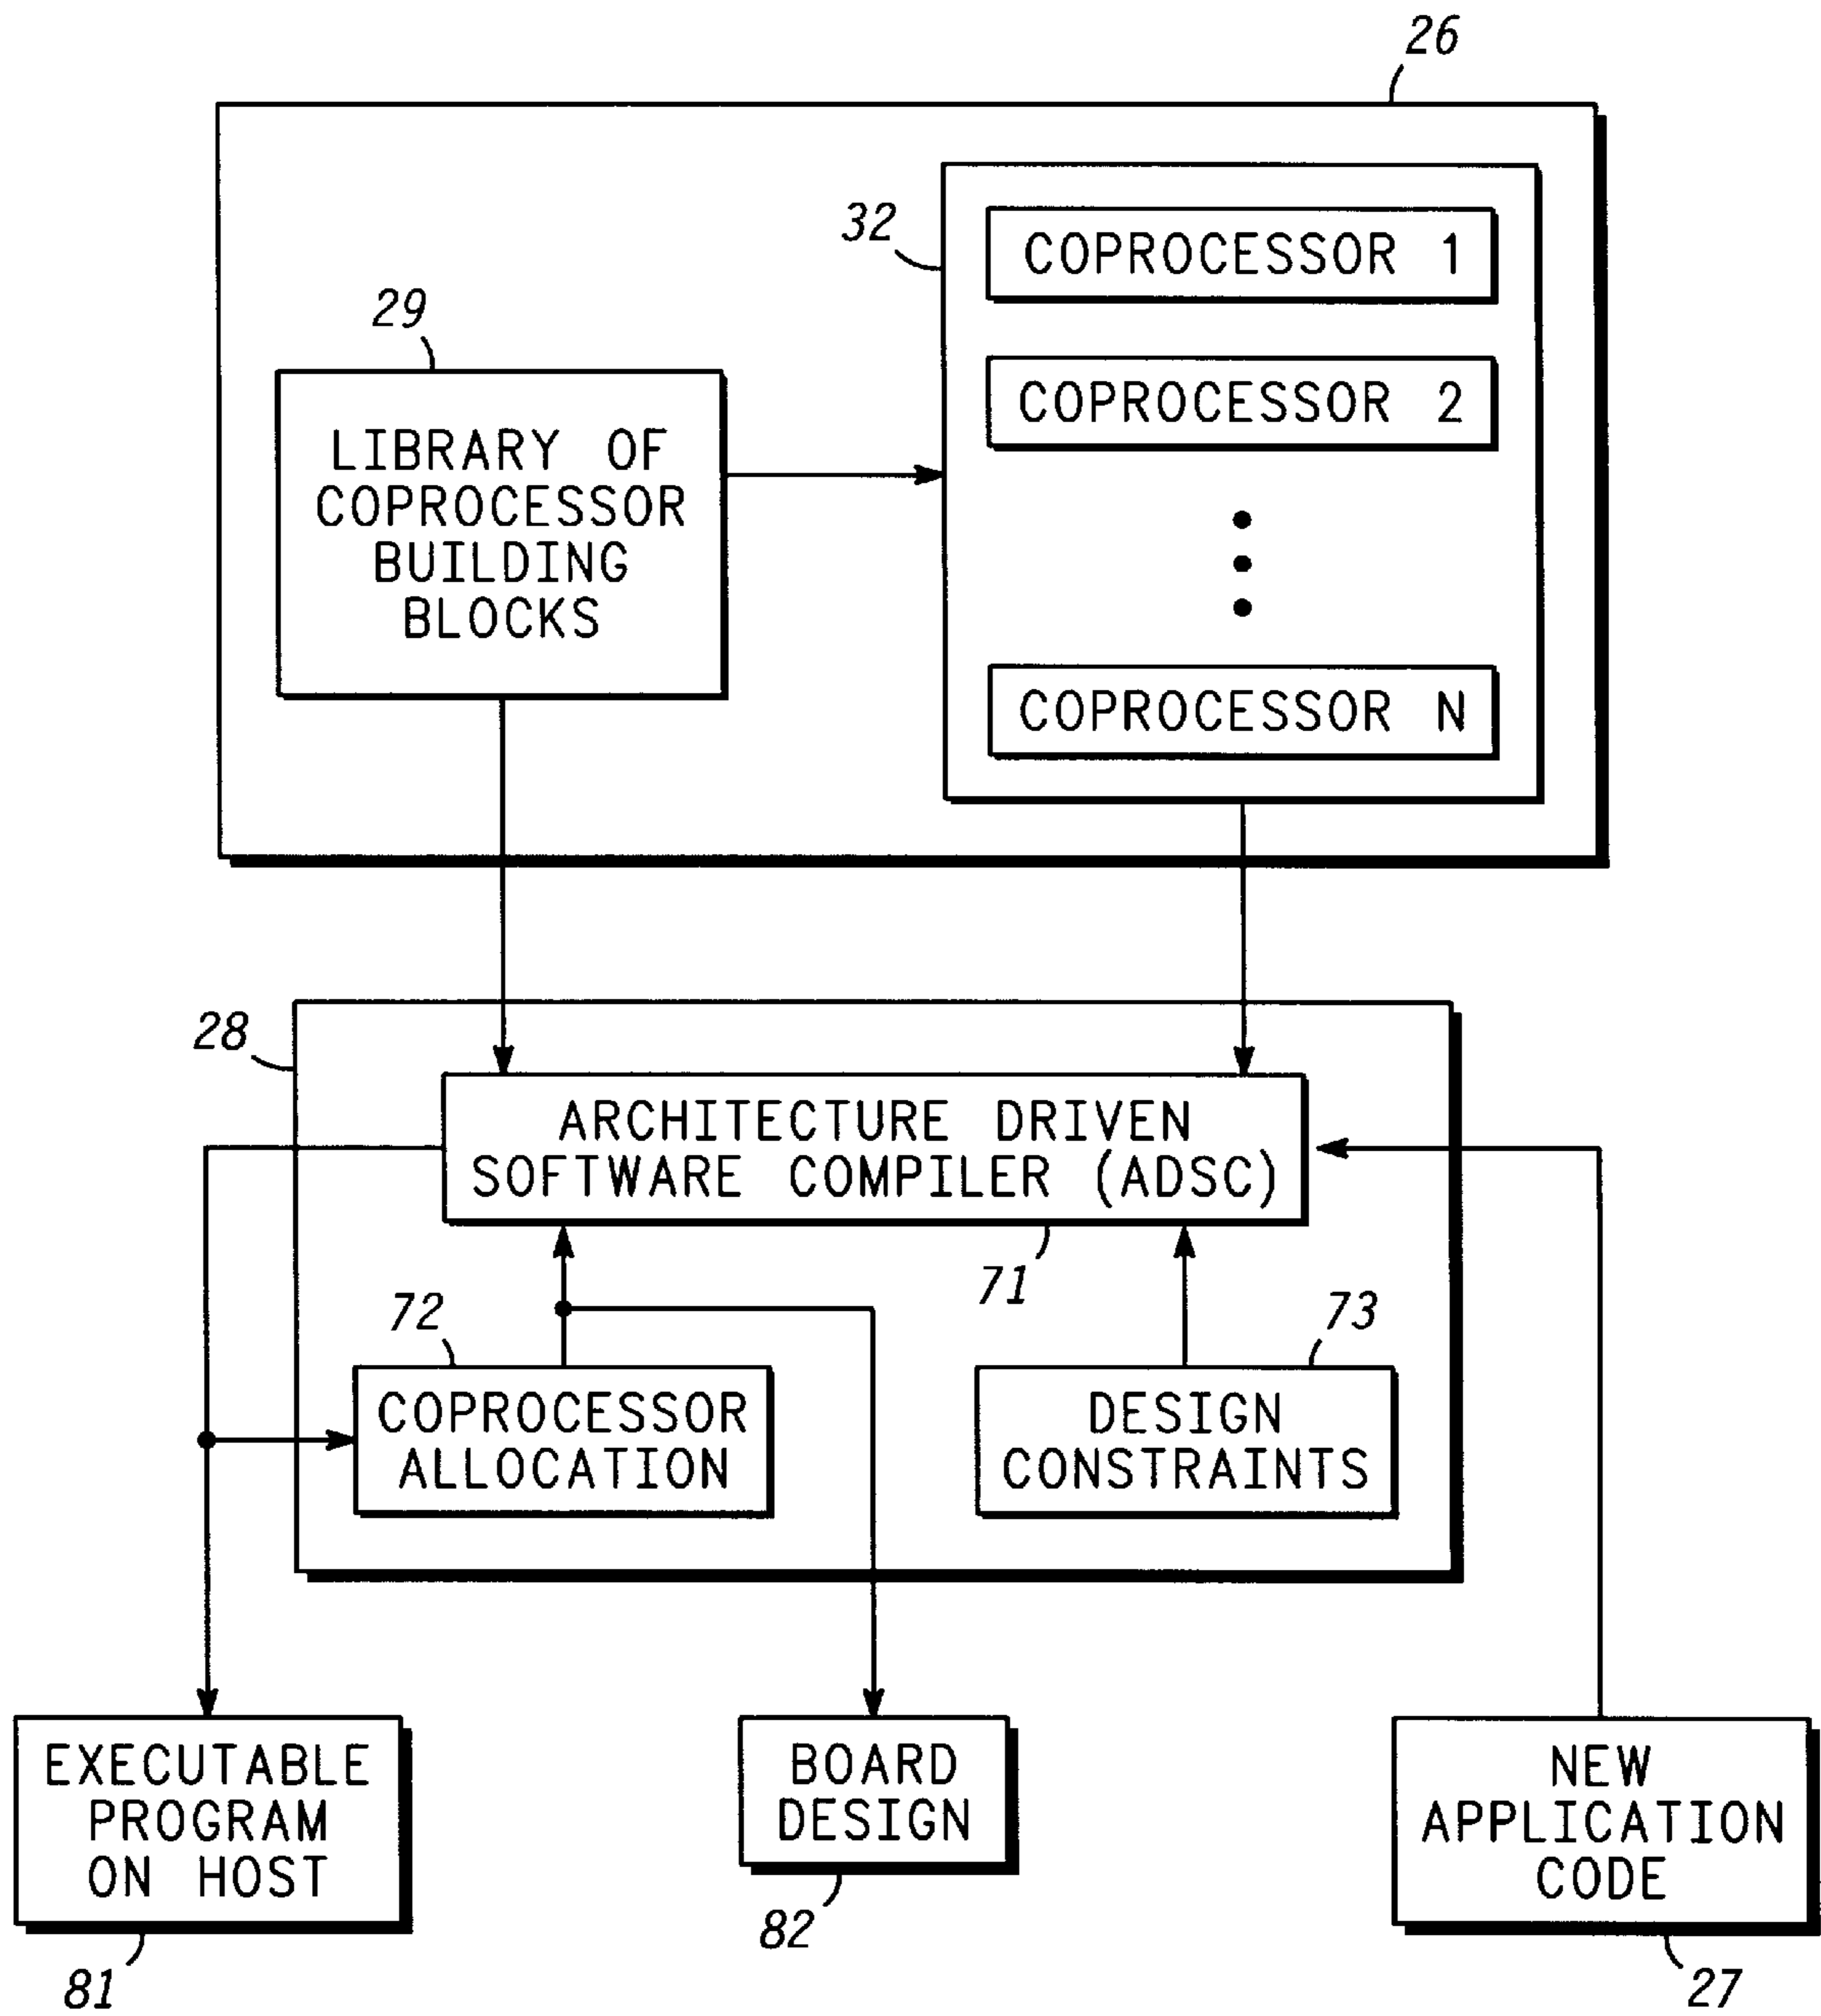 26
32
COPROCESSOR 1
29
COPROCESSOR 2
LIBRARY OF
COPROCESSOR
BUILDING
BLOCKS
COPROCESSOR N
28
ARCHITECTURE DRIVEN
SOFTWARE COMPILER (ADSC)
71
72
73
COPROCESSOR
ALLOCATION
DESIGN
CONSTRAINTS
EXECUTABLE
PROGRAM
ON HOST
BOARD
DESIGN
NEW
APPLICATION
CODE
81
82
27